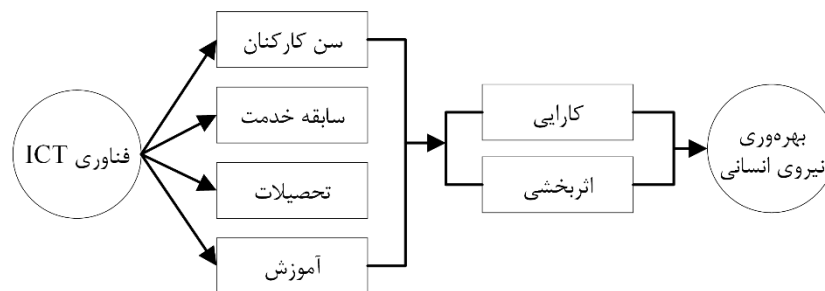 فناوری ICT
سن کارکنان
سابقه خدمت
تحصیلات
آموزش
کارایی
اثربخشی
بهره‌وری
نیروی انسانی